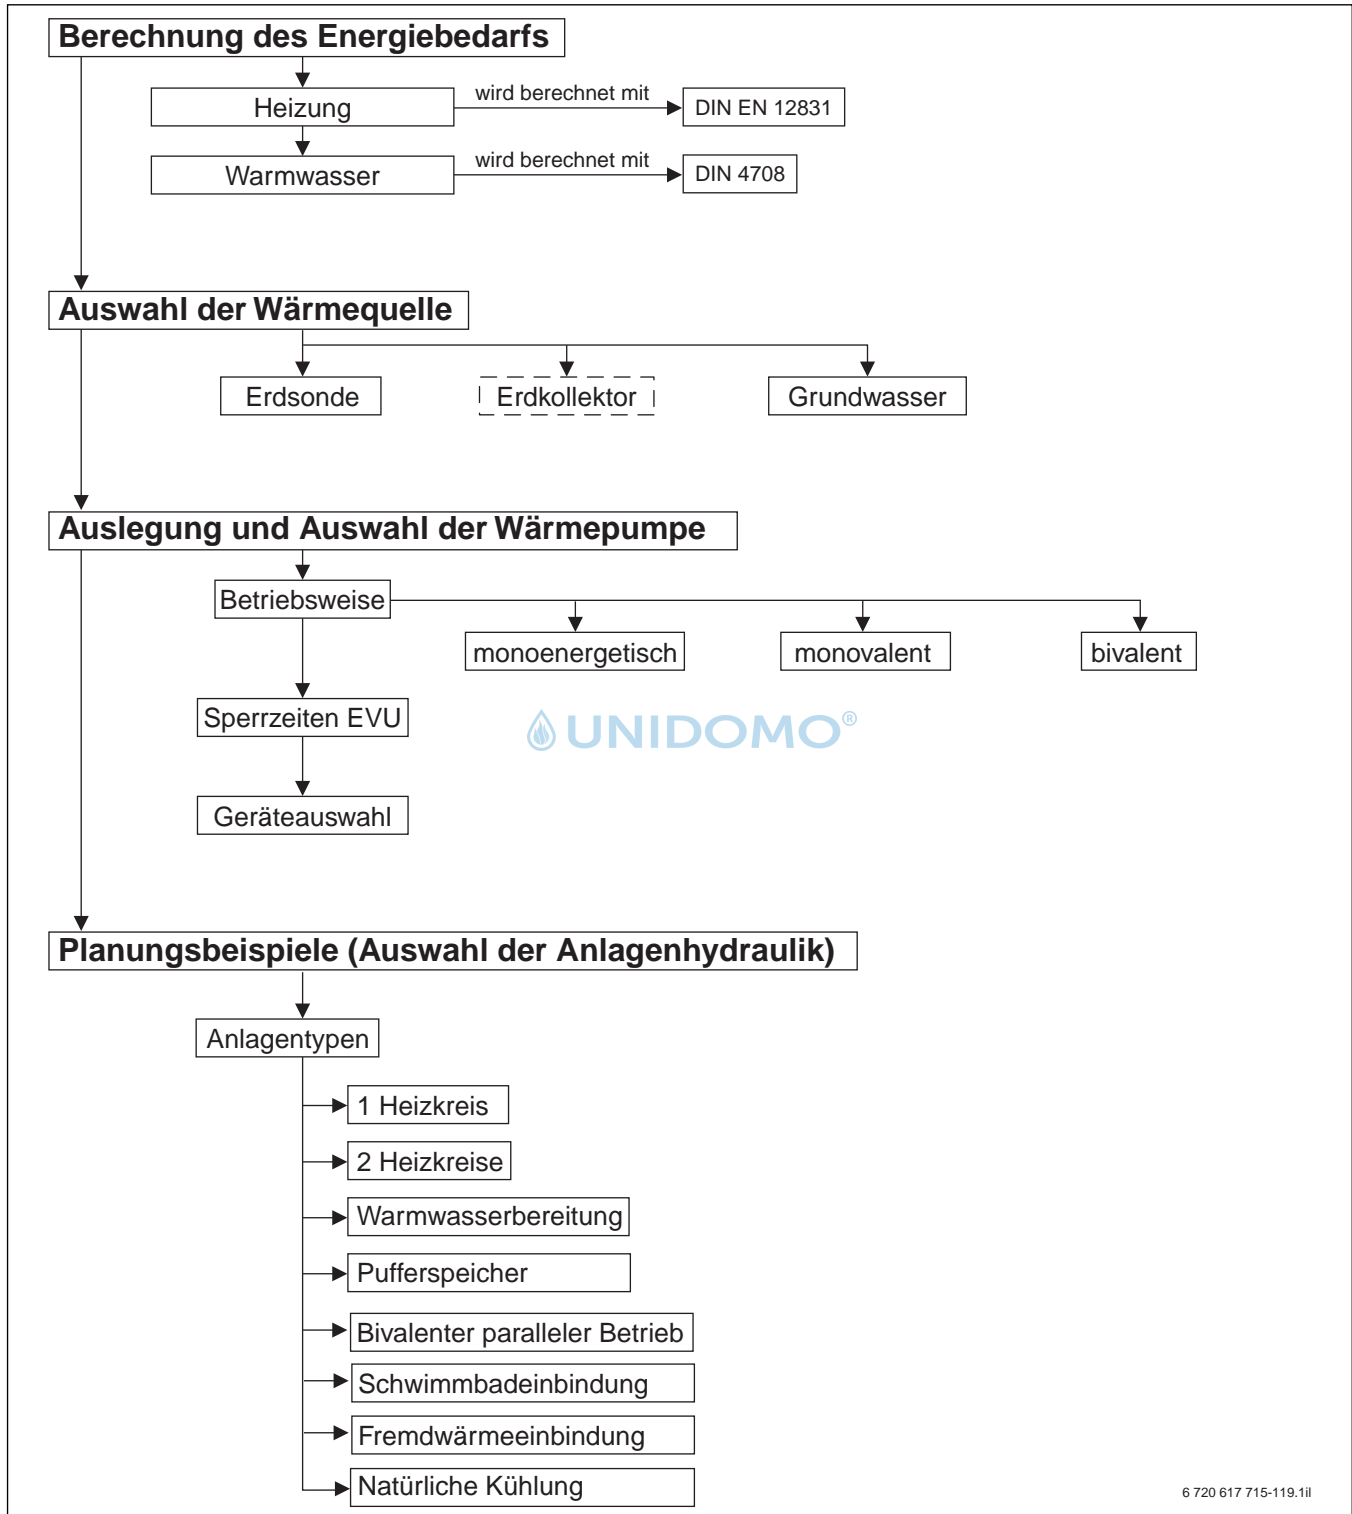 Berechnung des Energiebedarfs
Heizung
wird berechnet mit
DIN EN 12831
Warmwasser
wird berechnet mit
DIN 4708
Auswahl der Wärmequelle
Erdsonde
Erdkollektor
Grundwasser
Auslegung und Auswahl der Wärmepumpe
Betriebsweise
monoenergetisch
monovalent
bivalent
Sperrzeiten EVU
UNIDOMO®
Geräteauswahl
Planungsbeispiele (Auswahl der Anlagenhydraulik)
Anlagentypen
1 Heizkreis
2 Heizkreise
Warmwasserbereitung
Pufferspeicher
Bivalenter paralleler Betrieb
Schwimmbadeinbindung
Fremdwärmeeinbindung
Natürliche Kühlung
6 720 617 715-119.1il